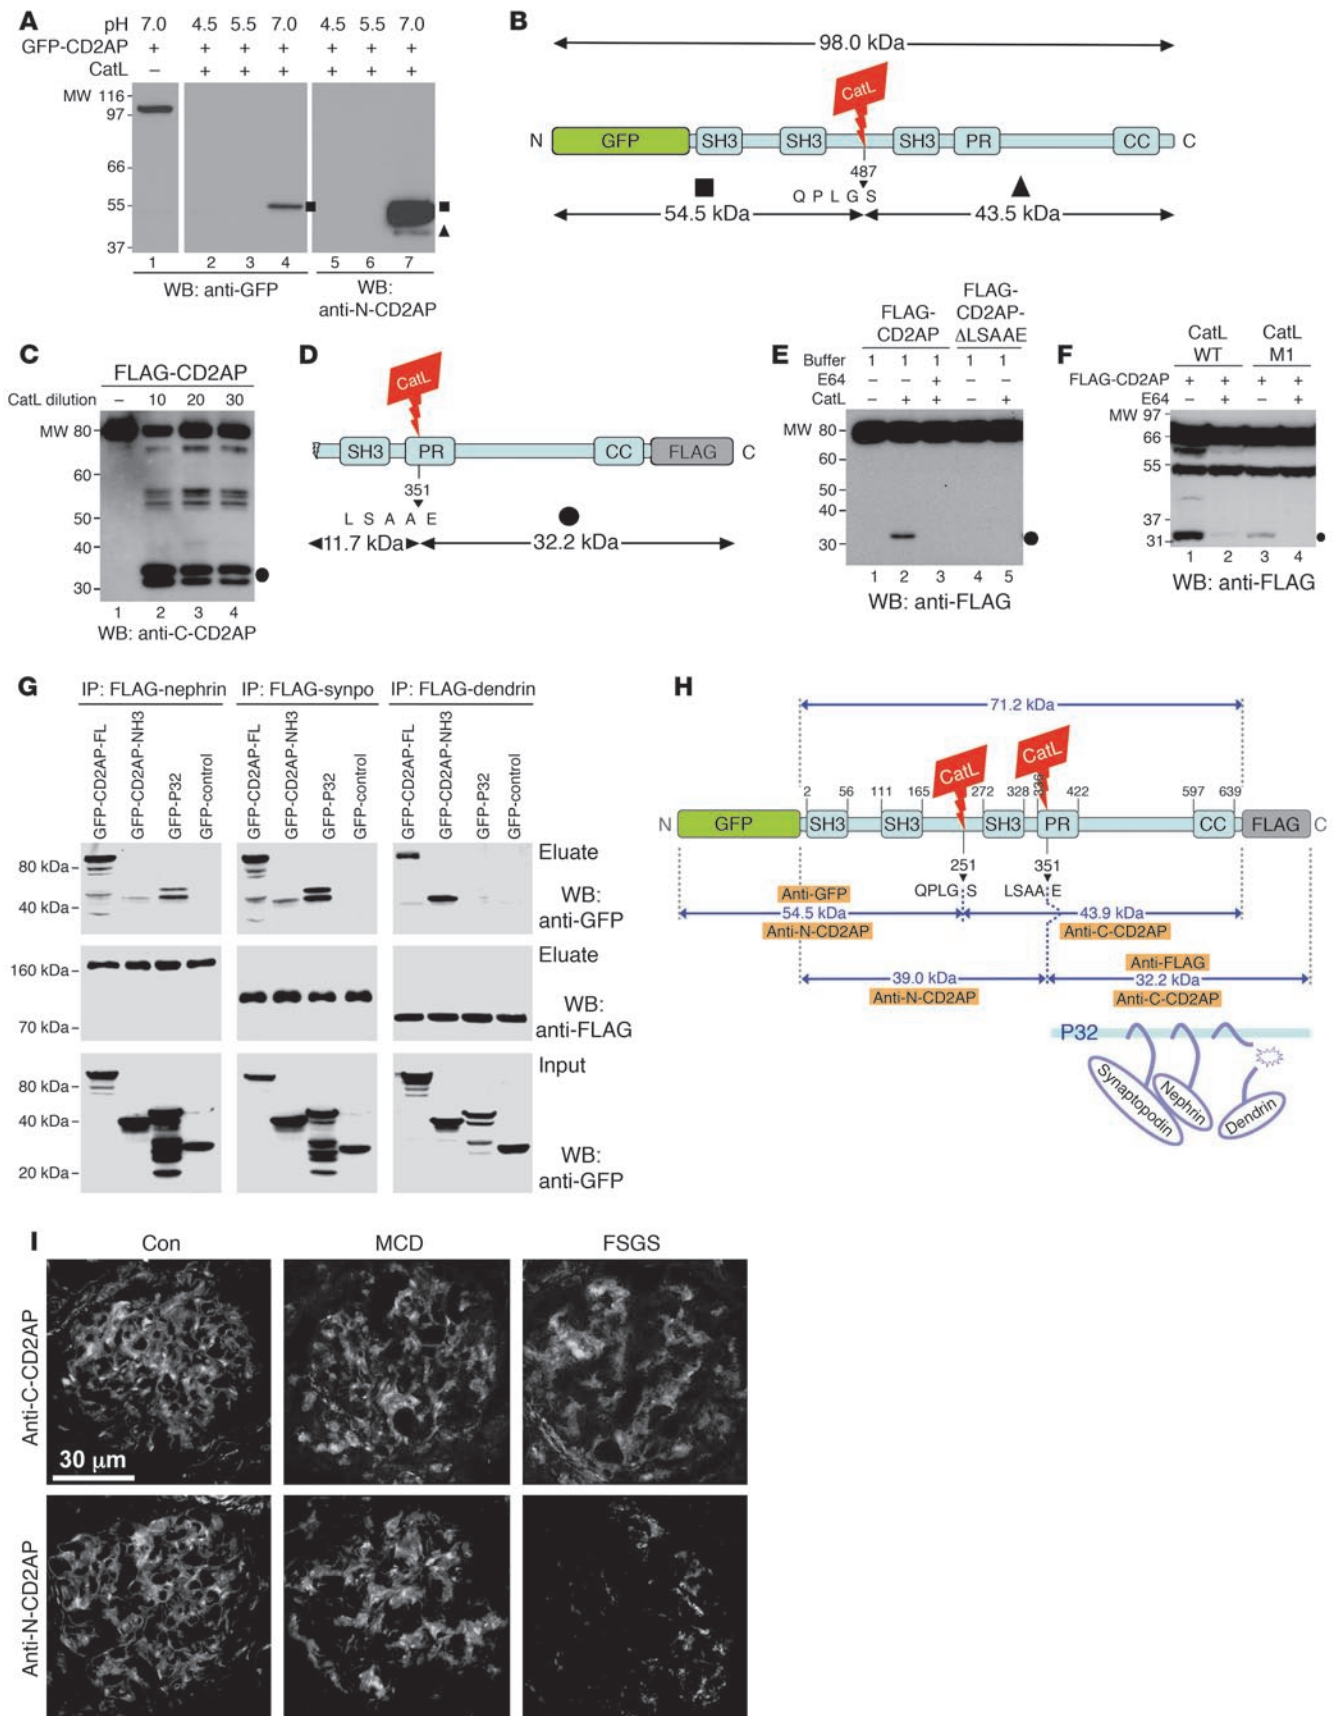 A
pH 7.0 4.5 5.5 7.0 4.5 5.5 7.0
GFP-CD2AP + + + + + + +
CatL – + + + + + +
MW 116
97
66
55
37
1 2 3 4 5 6 7
WB: anti-GFP
WB:
anti-N-CD2AP
B
98.0 kDa
CatL
N GFP SH3 SH3 SH3 PR CC C
487
Q P L G S
54.5 kDa 43.5 kDa
C
FLAG-CD2AP
CatL dilution – 10 20 30
MW 80
60
50
40
30
1 2 3 4
WB: anti-C-CD2AP
D
CatL
SH3 PR CC FLAG C
351
L S A A E
11.7 kDa 32.2 kDa
E
FLAG-
CD2AP
FLAG-
CD2AP-
ΔLSAAE
Buffer 1 1 1 1 1
E64 – – + – –
CatL – + + – +
MW 80
60
50
40
30
1 2 3 4 5
WB: anti-FLAG
F
CatL
WT
CatL
M1
FLAG-CD2AP + + + +
E64 – + – +
MW 97
66
55
37
31
1 2 3 4
WB: anti-FLAG
G
IP: FLAG-nephrin IP: FLAG-synpo IP: FLAG-dendrin
GFP-CD2AP-FL
GFP-CD2AP-NH3
GFP-P32
GFP-control
GFP-CD2AP-FL
GFP-CD2AP-NH3
GFP-P32
GFP-control
GFP-CD2AP-FL
GFP-CD2AP-NH3
GFP-P32
GFP-control
80 kDa
40 kDa
Eluate
WB:
anti-GFP
160 kDa
70 kDa
Eluate
WB:
anti-FLAG
80 kDa
40 kDa
20 kDa
Input
WB:
anti-GFP
H
71.2 kDa
CatL CatL
2 56 111 165 272 328 336 422 597 639
N GFP SH3 SH3 SH3 PR CC FLAG C
251 351
QPLG S LSAA E
Anti-GFP
54.5 kDa 43.9 kDa
Anti-N-CD2AP Anti-C-CD2AP
Anti-FLAG
39.0 kDa 32.2 kDa
Anti-N-CD2AP Anti-C-CD2AP
P32
Synaptopodin
Nephrin
Dendrin
I
Con MCD FSGS
Anti-C-CD2AP
30 µm
Anti-N-CD2AP